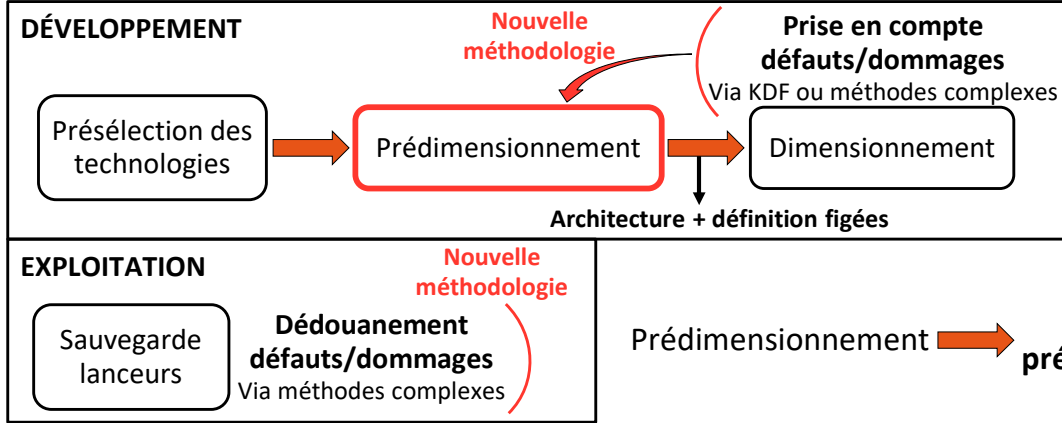 DÉVELOPPEMENT
Nouvelle
méthodologie
Prise en compte
défauts/dommages
Via KDF ou méthodes complexes
Présélection des
technologies
Prédimensionnement
Dimensionnement
Architecture + définition figées
EXPLOITATION
Nouvelle
méthodologie
Sauvegarde
lanceurs
Dédouanement
défauts/dommages
Via méthodes complexes
Prédimensionnement
pré